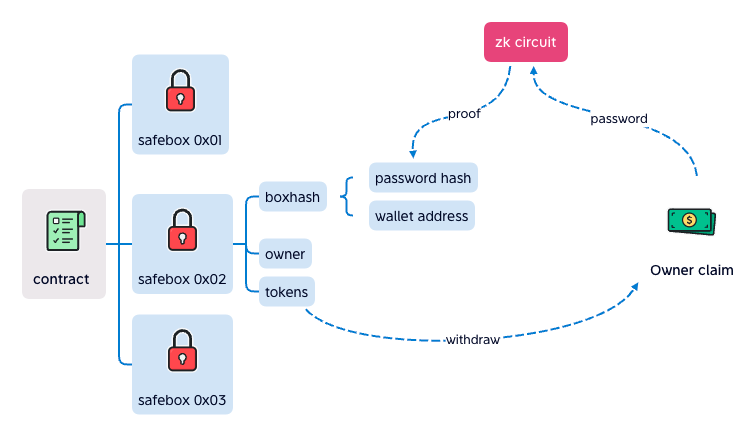 zk circuit
proof
password
safebox 0x01
password hash
boxhash
wallet address
owner
Owner claim
contract
safebox 0x02
tokens
withdraw
safebox 0x03